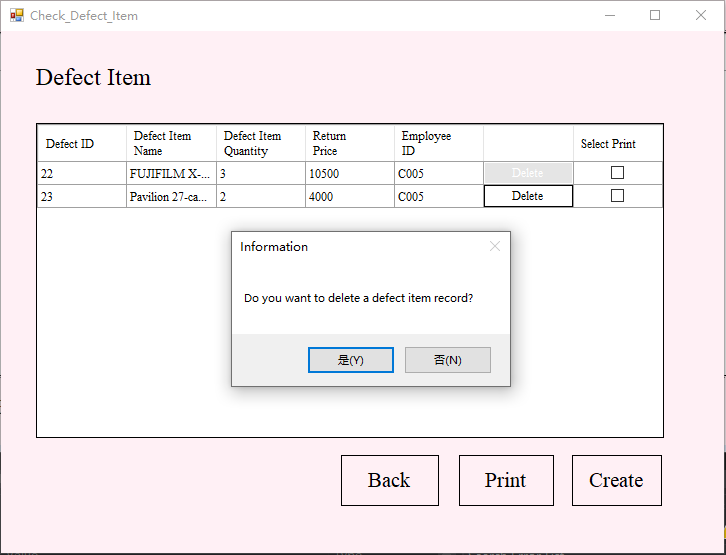 Check_Defect_Item
Defect Item
Defect ID
Defect Item
Name
Defect Item
Quantity
Return
Price
Employee
ID
Select Print
22 FUJIFILM X-... 3 10500 C005 Delete
23 Pavilion 27-ca... 2 4000 C005 Delete
Information
Do you want to delete a defect item record?
是(Y) 否(N)
Back Print Create